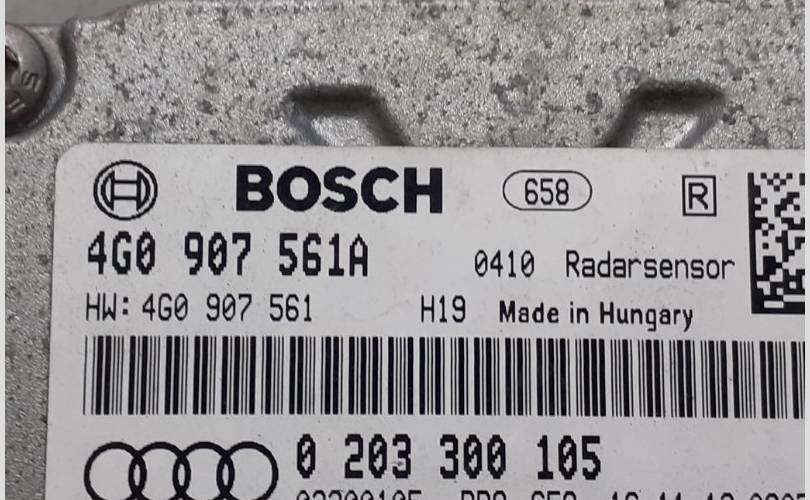 BOSCH 658 R
4G0 907 561A 0410 Radarsensor
HW: 4G0 907 561 H19 Made in Hungary
0 203 300 105